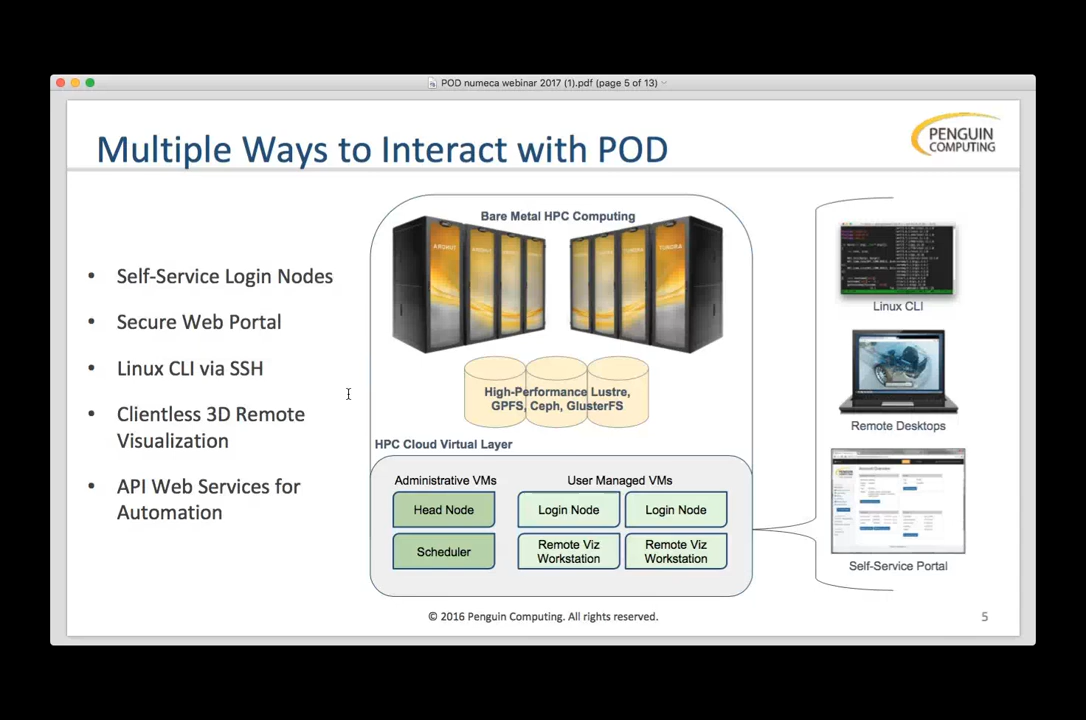 POD numeca webinar 2017 (1).pdf (page 5 of 13)
Multiple Ways to Interact with POD
PENGUIN
COMPUTING
• Self-Service Login Nodes
• Secure Web Portal
• Linux CLI via SSH
• Clientless 3D Remote
Visualization
• API Web Services for
Automation
Bare Metal HPC Computing
TUNDRA
High-Performance Lustre,
GPFS, Ceph, GlusterFS
HPC Cloud Virtual Layer
Administrative VMs
Head Node
Scheduler
User Managed VMs
Login Node
Login Node
Remote Viz
Workstation
Remote Viz
Workstation
Linux CLI
Remote Desktops
Self-Service Portal
© 2016 Penguin Computing. All rights reserved.
5